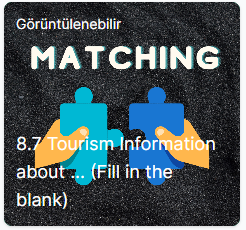 Görüntülenebilir
MATCHING
8.7 Tourism Information
about ... (Fill in the
blank)